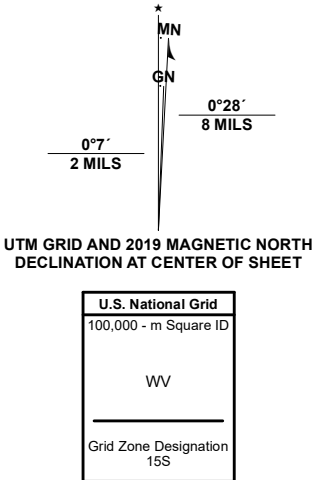 ★
MN
GN
0°28´
8 MILS
0°7´
2 MILS
UTM GRID AND 2019 MAGNETIC NORTH
DECLINATION AT CENTER OF SHEET
U.S. National Grid
100,000 - m Square ID
WV
Grid Zone Designation
15S